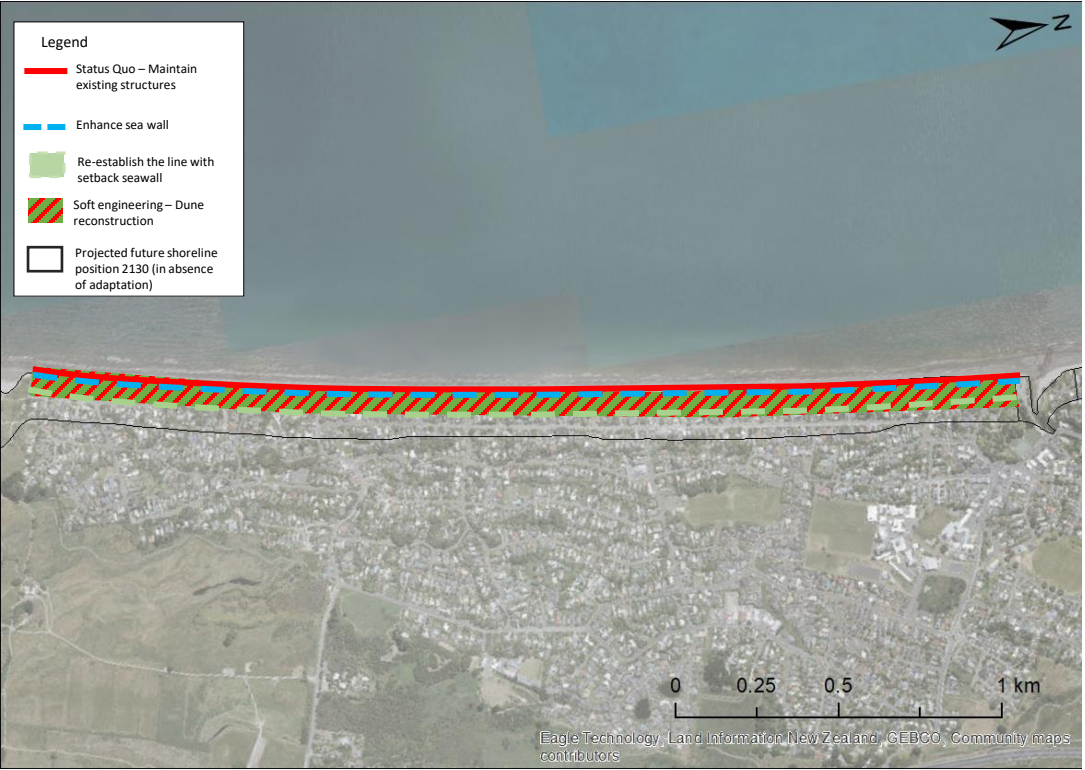 Legend
Status Quo – Maintain
existing structures
Enhance sea wall
Re-establish the line with
setback seawall
Soft engineering – Dune
reconstruction
Projected future shoreline
position 2130 (in absence
of adaptation)
Z
0 0.25 0.5 1 km
Eagle Technology, Land Information New Zealand, GEBCO, Community maps
contributors